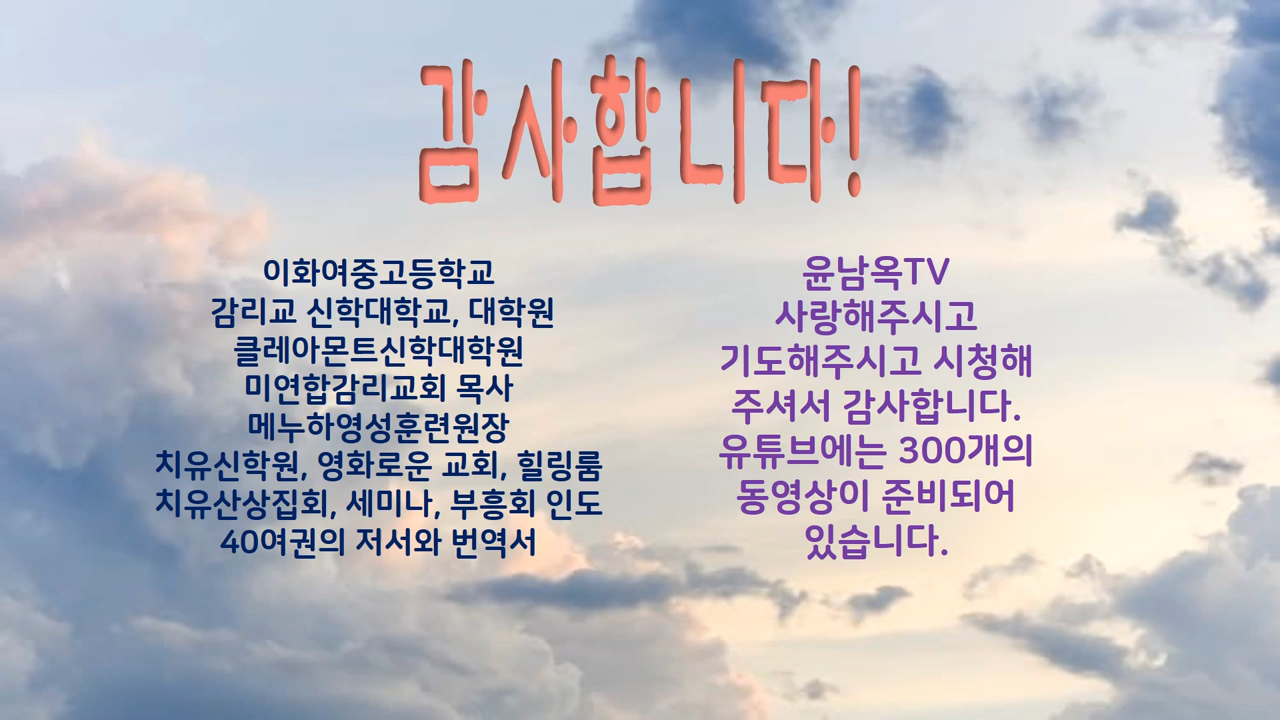 감사합니다!
이화여중고등학교
감리교 신학대학교, 대학원
클레아몬트신학대학원
미연합감리교회 목사
메누하영성훈련원장
치유신학원, 영화로운 교회, 힐링룸
치유산상집회, 세미나, 부흥회 인도
40여권의 저서와 번역서
윤남옥TV
사랑해주시고
기도해주시고 시청해
주셔서 감사합니다.
유튜브에는 300개의
동영상이 준비되어
있습니다.